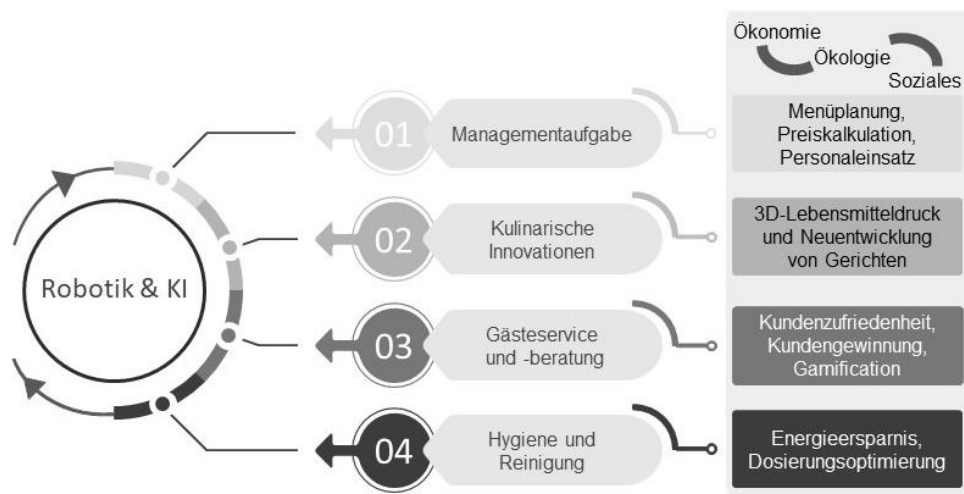 Ökonomie
Ökologie
Soziales
Robotik & KI
01
Managementaufgabe
Menüplanung,
Preiskalkulation,
Personaleinsatz
02
Kulinarische
Innovationen
3D-Lebensmitteldruck
und Neuentwicklung
von Gerichten
03
Gästeservice
und -beratung
Kundenzufriedenheit,
Kundengewinnung,
Gamification
04
Hygiene und
Reinigung
Energieersparnis,
Dosierungsoptimierung